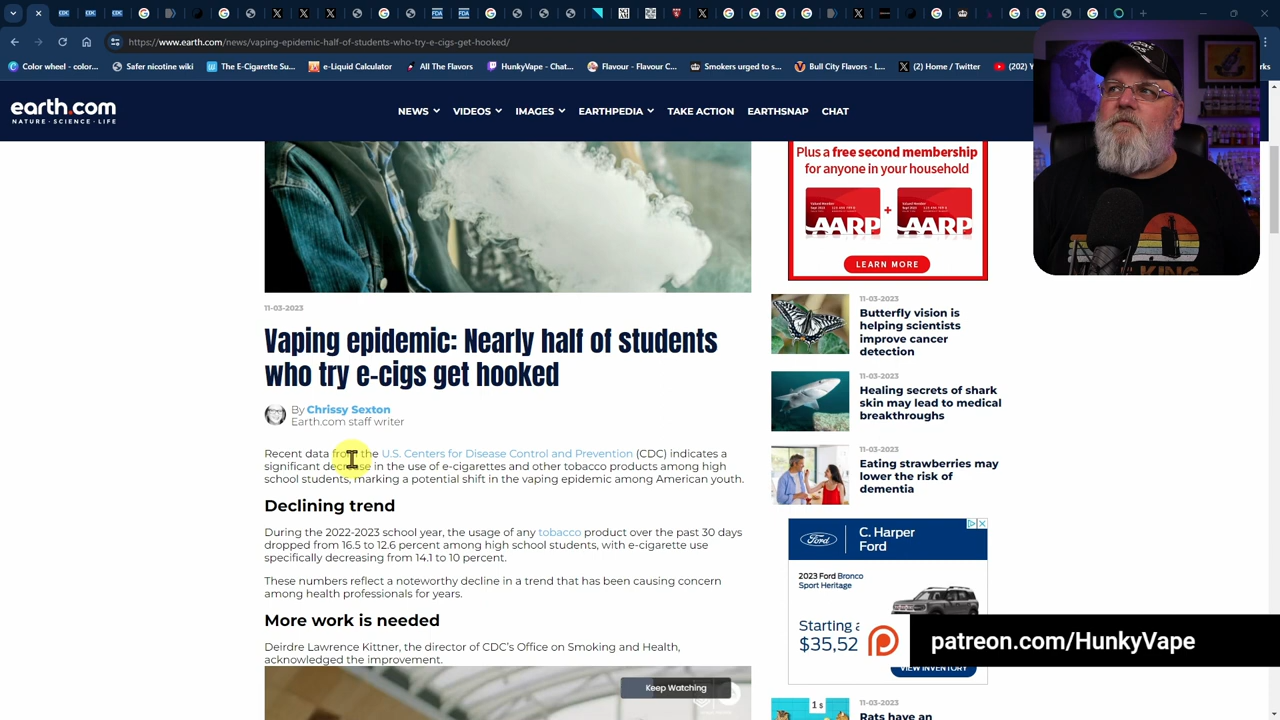 https://www.earth.com/news/vaping-epidemic-half-of-students-who-try-e-cigs-get-hooked/
Color wheel - color...
Safer nicotine wiki
The E-Cigarette Su...
e-Liquid Calculator
All The Flavors
HunkyVape - Chat...
Flavour - Flavour C...
Smokers urged to s...
Bull City Flavors - L...
(2) Home / Twitter
(202) Y
earth.com
NATURE · SCIENCE · LIFE
NEWS
VIDEOS
EARTHPEDIA
TAKE ACTION
EARTHSNAP
CHAT
Plus a free second membership
for anyone in your household
AARP
+
AARP
LEARN MORE
11-03-2023
Vaping epidemic: Nearly half of students
who try e-cigs get hooked
By Chrissy Sexton
Earth.com staff writer
Recent data from the U.S. Centers for Disease Control and Prevention (CDC) indicates a
significant decrease in the use of e-cigarettes and other tobacco products among high
school students, marking a potential shift in the vaping epidemic among American youth.
Declining trend
During the 2022-2023 school year, the usage of any tobacco product over the past 30 days
dropped from 16.5 to 12.6 percent among high school students, with e-cigarette use
specifically decreasing from 14.1 to 10 percent.
These numbers reflect a noteworthy decline in a trend that has been causing concern
among health professionals for years.
More work is needed
Deirdre Lawrence Kittner, the director of CDC's Office on Smoking and Health,
acknowledged the improvement.
Keep Watching
11-03-2023
Butterfly vision is
helping scientists
improve cancer
detection
11-03-2023
Healing secrets of shark
skin may lead to medical
breakthroughs
11-03-2023
Eating strawberries may
lower the risk of
dementia
Ford
C. Harper
Ford
2023 Ford Bronco
Sport Heritage
Starting a
$35,52
VIEW INVENTORY
patreon.com/HunkyVape
1 s
11-03-2023
Rats have an